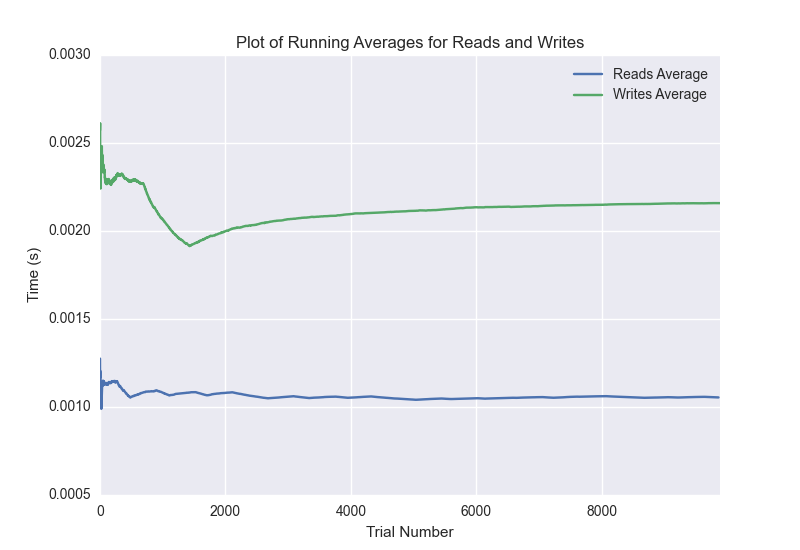 Plot of Running Averages for Reads and Writes
0.0030
0.0025
0.0020
0.0015
0.0010
0.0005
Time (s)
Reads Average
Writes Average
0 2000 4000 6000 8000
Trial Number